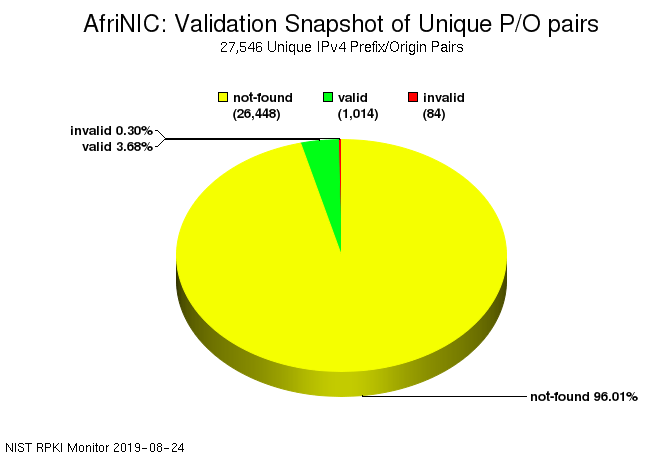 AfriNIC: Validation Snapshot of Unique P/O pairs
27,546 Unique IPv4 Prefix/Origin Pairs
not-found valid invalid
(26,448) (1,014) (84)
invalid 0.30%
valid 3.68%
not-found 96.01%
NIST RPKI Monitor 2019-08-24